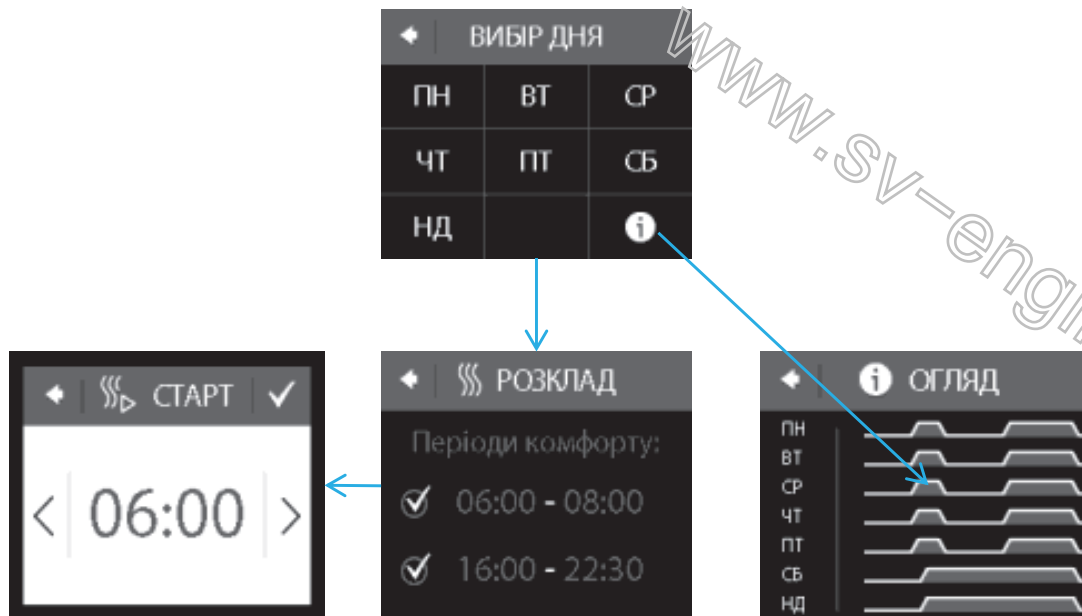 ВИБІР ДНЯ
ПН ВТ СР
ЧТ ПТ СБ
НД i
www.sv-engi
СТАРТ
06:00
РОЗКЛАД
Періоди комфорту:
06:00 - 08:00
16:00 - 22:30
i ОГЛЯД
ПН
ВТ
СР
ЧТ
ПТ
СБ
НД